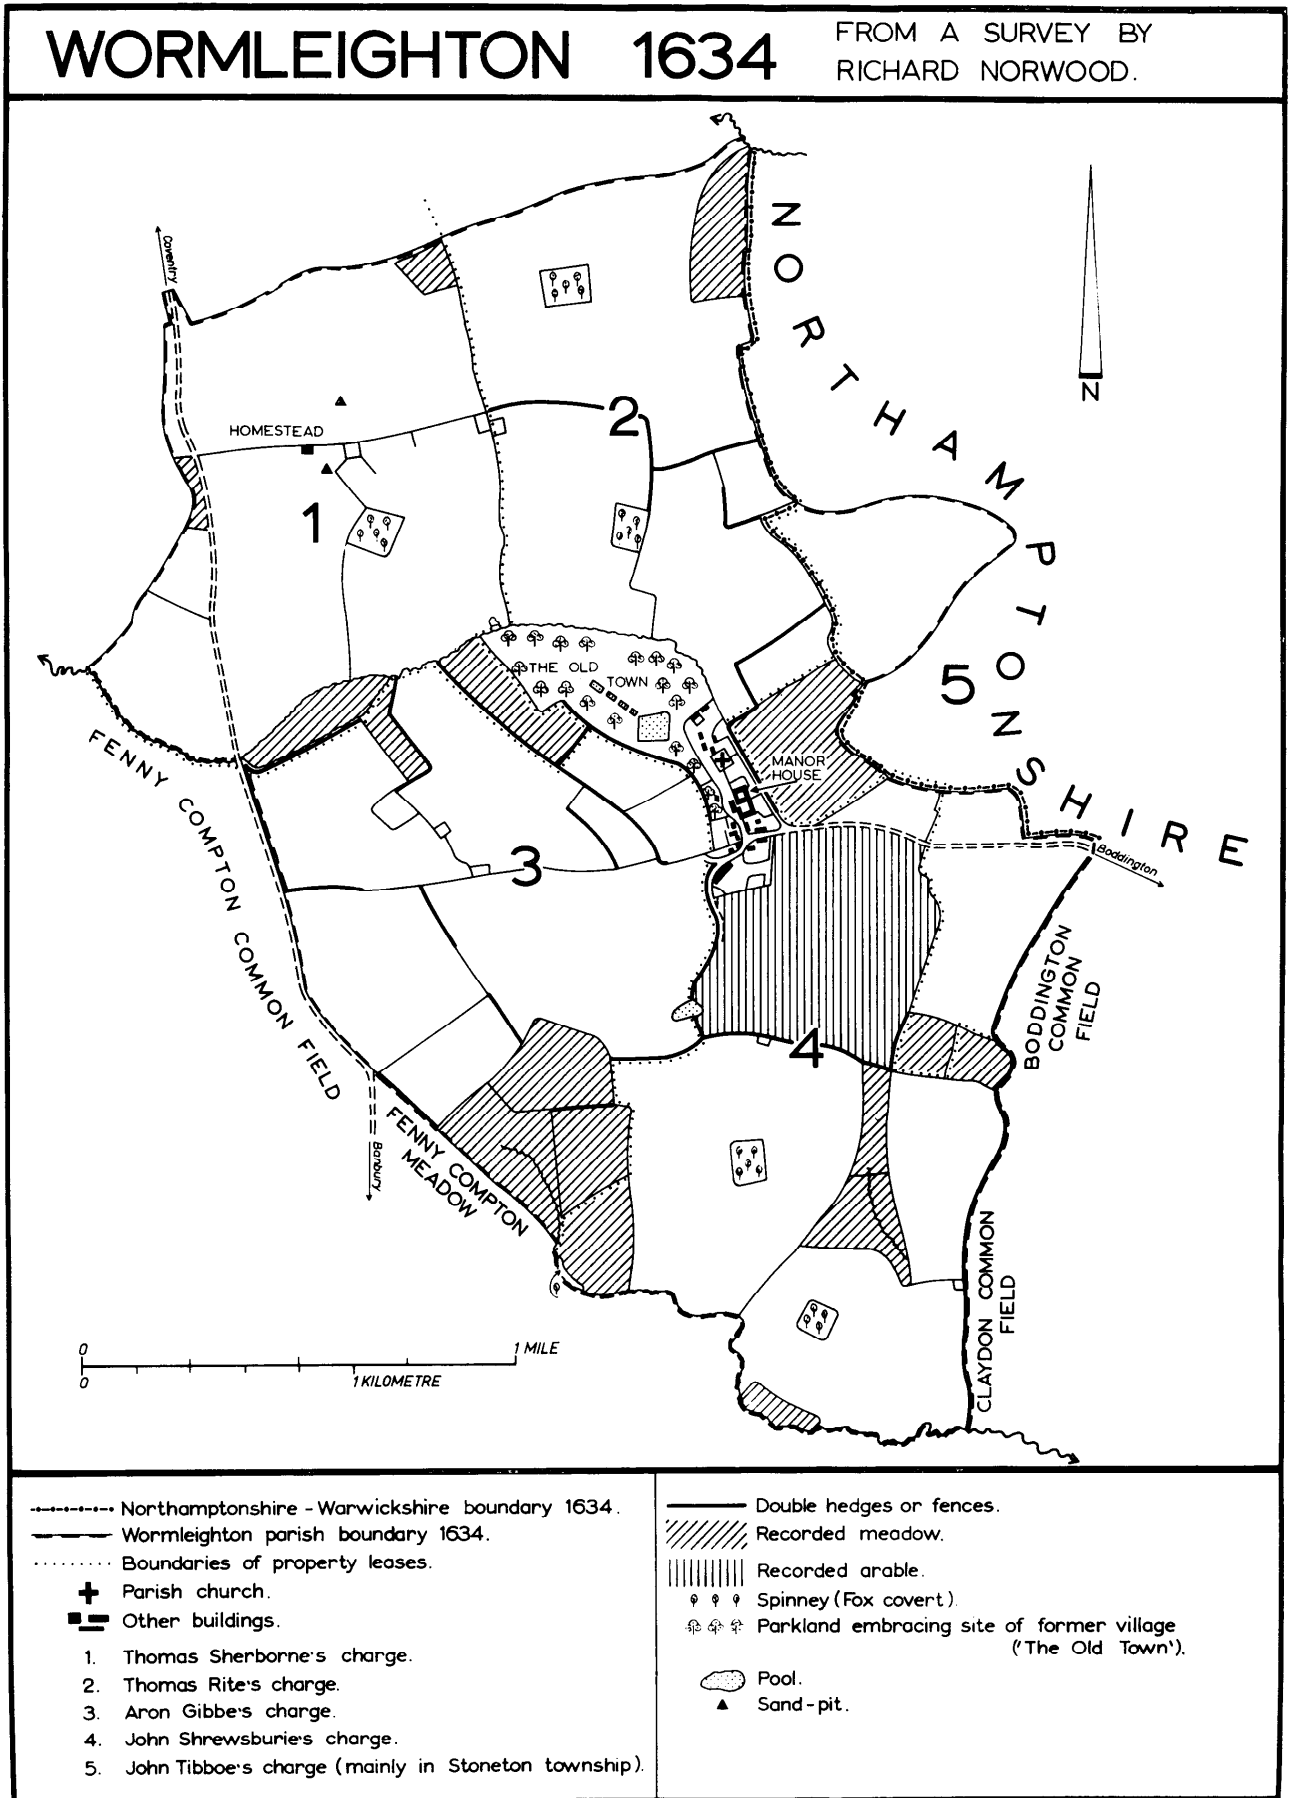 WORMLEIGHTON 1634
FROM A SURVEY BY
RICHARD NORWOOD.
NORTHAMPTONSHIRE
N
Coventry
HOMESTEAD
1
2
THE OLD
TOWN
5
MANOR
HOUSE
FENNY COMPTON COMMON FIELD
3
Boddington
BODDINGTON
COMMON
FIELD
4
FENNY COMPTON
MEADOW
Banbury
CLAYDON COMMON
FIELD
0 1 MILE
0 1 KILOMETRE
Northamptonshire - Warwickshire boundary 1634.
Wormleighton parish boundary 1634.
Boundaries of property leases.
Parish church.
Other buildings.
1. Thomas Sherborne's charge.
2. Thomas Rite's charge.
3. Aron Gibbe's charge.
4. John Shrewsburie's charge.
5. John Tibboe's charge (mainly in Stoneton township).
Double hedges or fences.
Recorded meadow.
Recorded arable.
Spinney (Fox covert).
Parkland embracing site of former village
('The Old Town').
Pool.
Sand-pit.